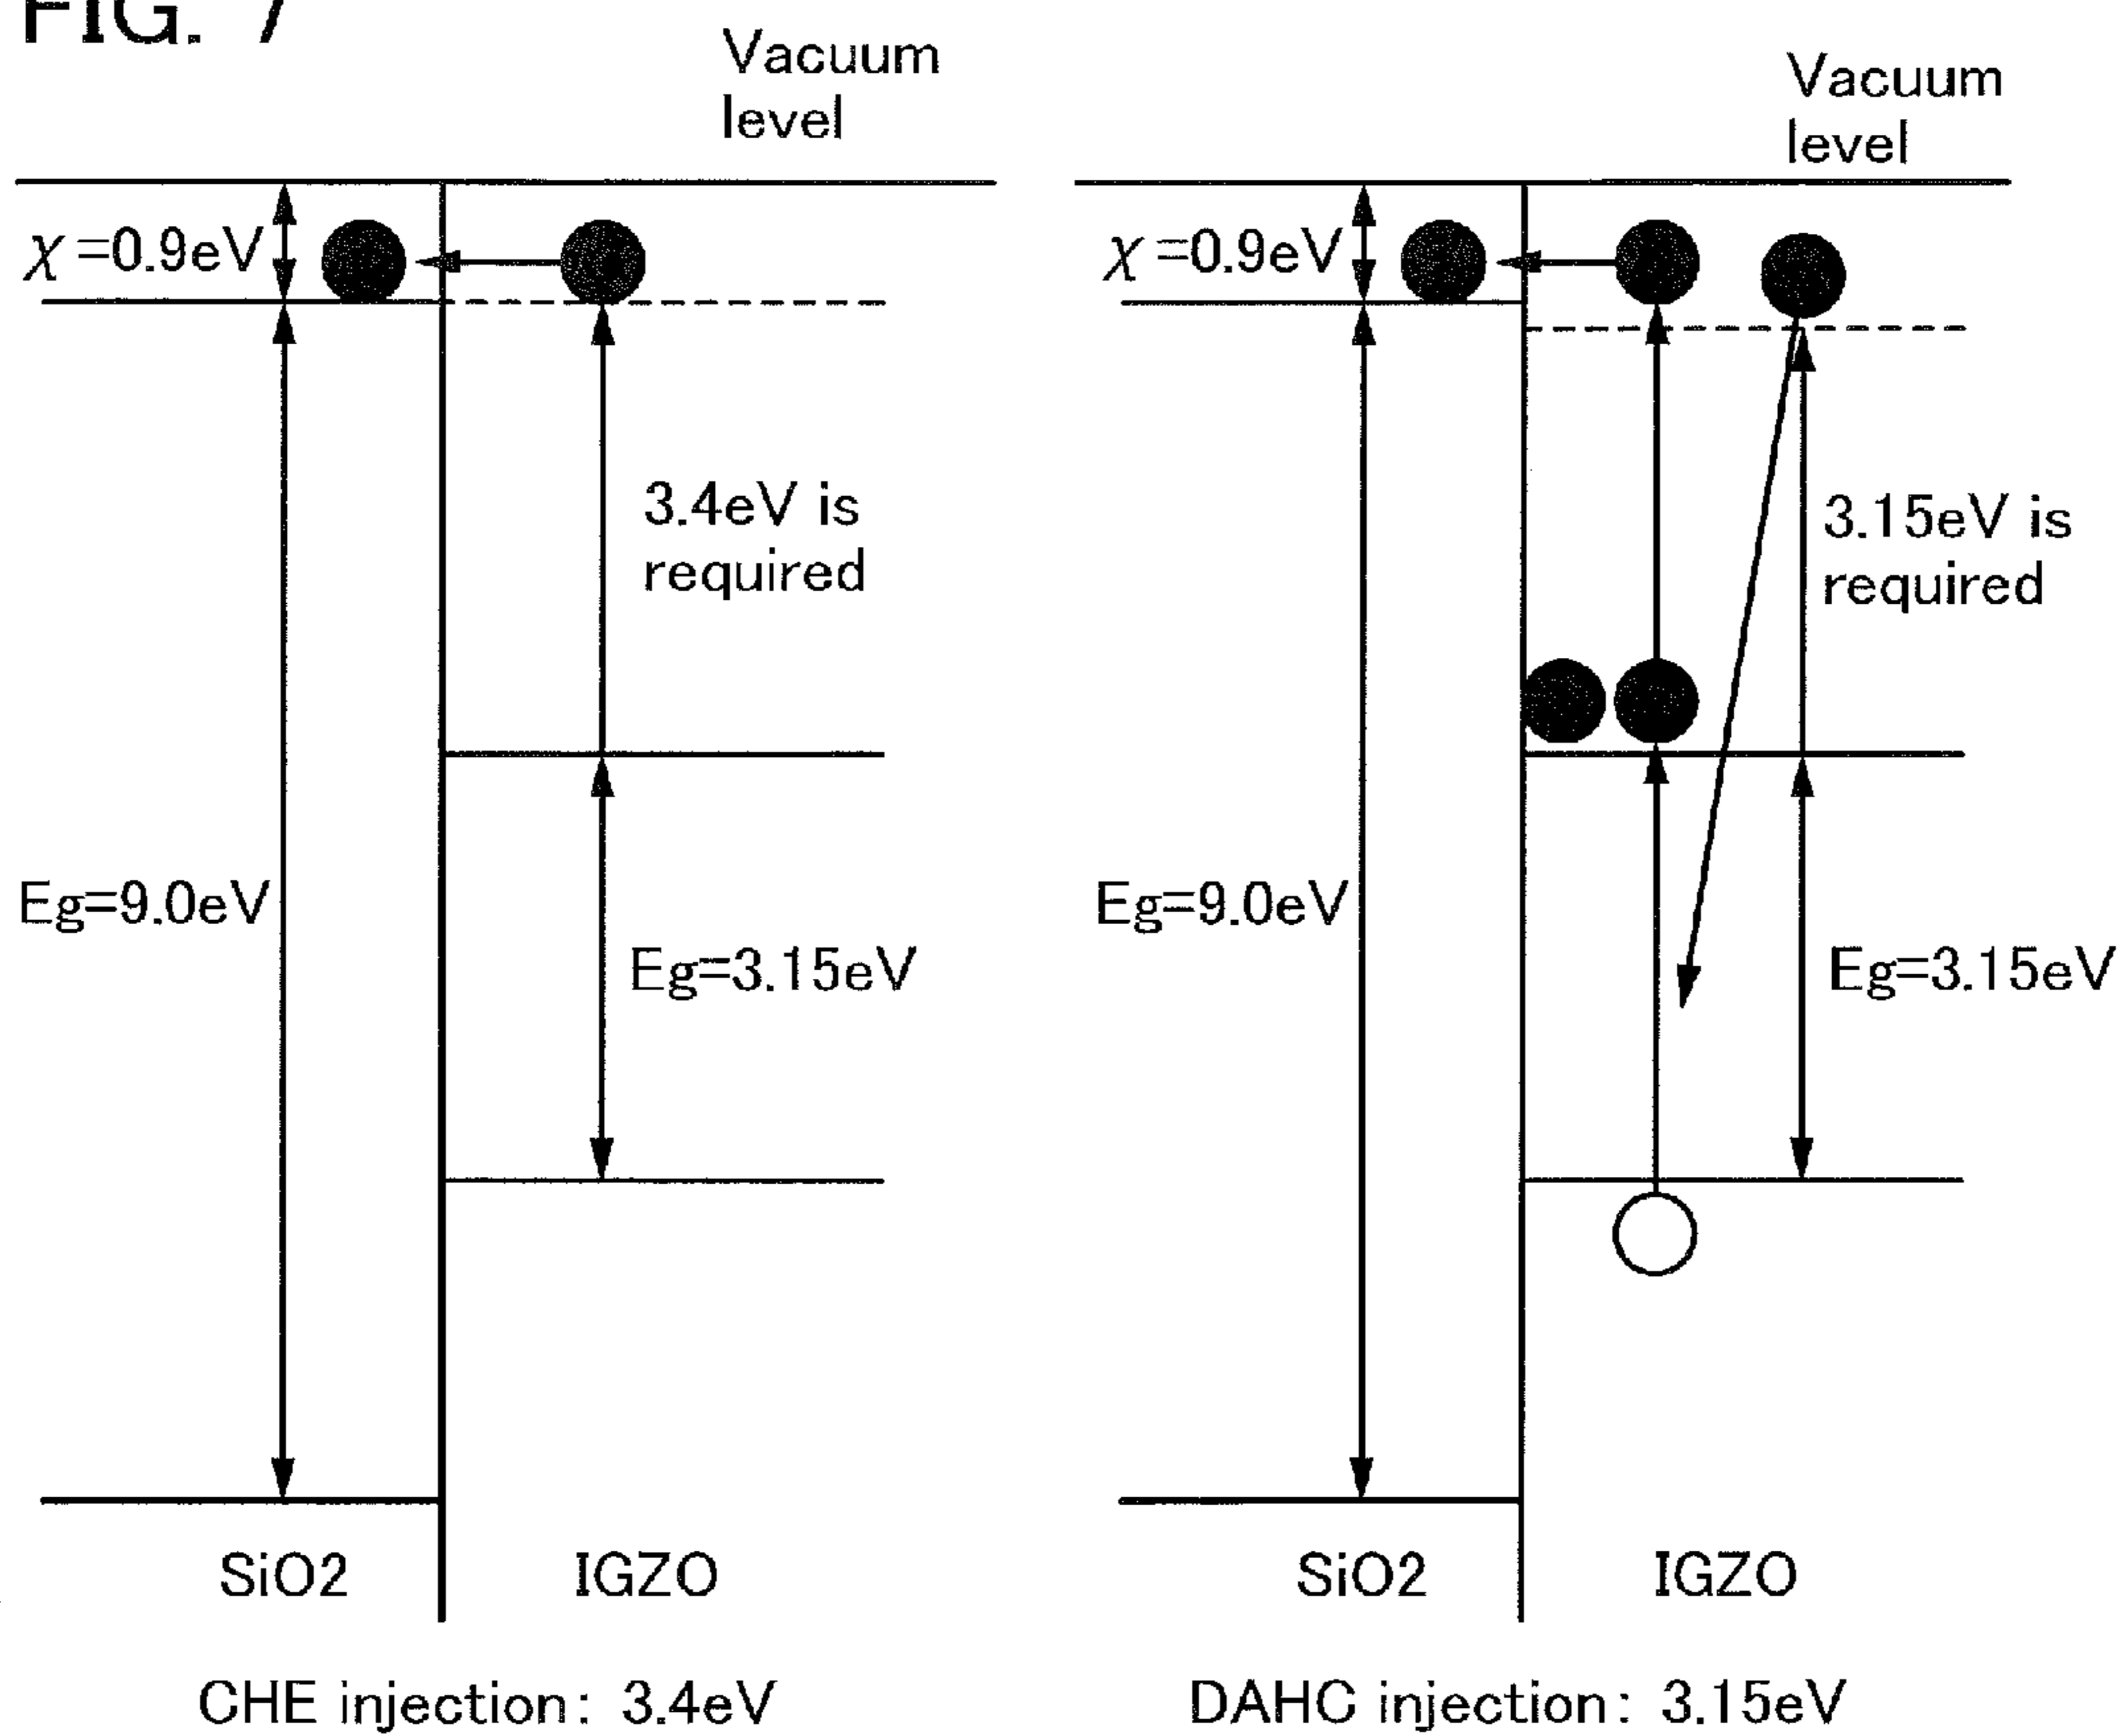 FIG. 7
Vacuum
level
χ=0.9eV
3.4eV is
required
Eg=9.0eV
Eg=3.15eV
SiO2
IGZO
CHE injection: 3.4eV
Vacuum
level
χ=0.9eV
3.15eV is
required
Eg=9.0eV
Eg=3.15eV
SiO2
IGZO
DAHC injection: 3.15eV